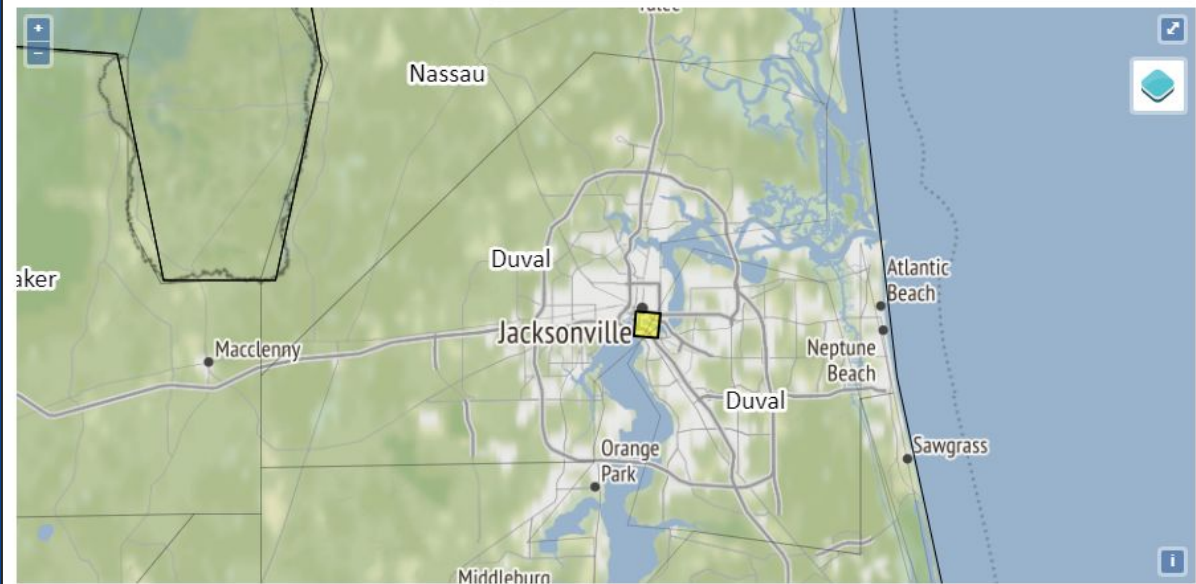 Nassau
Duval
aker
Atlantic
Beach
Jacksonville
Macclenny
Neptune
Beach
Duval
Orange
Park
Sawgrass
Middleburg
+
−
i